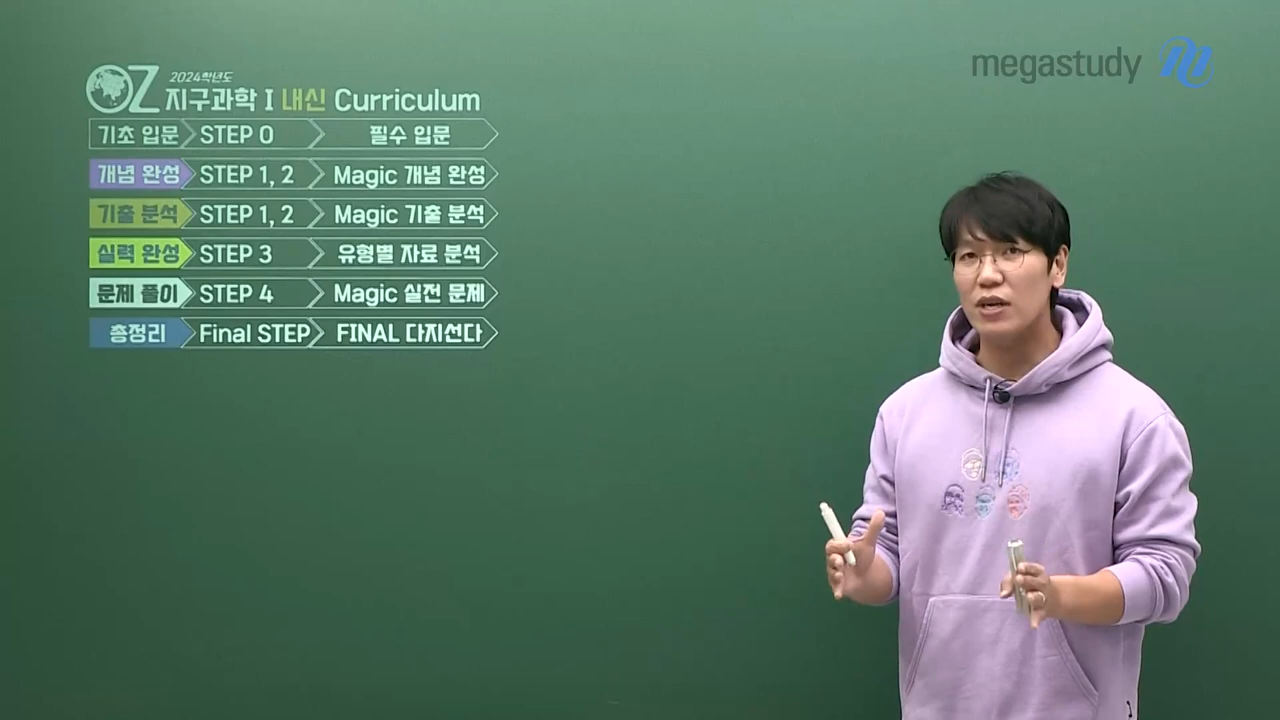 OZ 2024학년도
지구과학 I 내신 Curriculum
기초 입문 STEP 0 필수 입문
개념 완성 STEP 1, 2 Magic 개념 완성
기출 분석 STEP 1, 2 Magic 기출 분석
실력 완성 STEP 3 유형별 자료 분석
문제 풀이 STEP 4 Magic 실전 문제
총정리 Final STEP FINAL 다지선다
megastudy